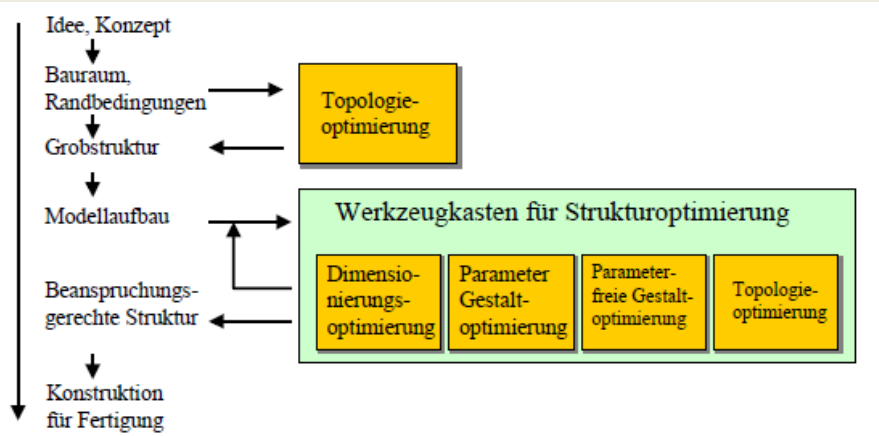 Idee, Konzept
Bauraum,
Randbedingungen
Topologie-
optimierung
Grobstruktur
Modellaufbau
Werkzeugkasten für Strukturoptimierung
Dimensio-
nierungs-
optimierung
Parameter
Gestalt-
optimierung
Parameter-
freie Gestalt-
optimierung
Topologie-
optimierung
Beanspruchungs-
gerechte Struktur
Konstruktion
für Fertigung